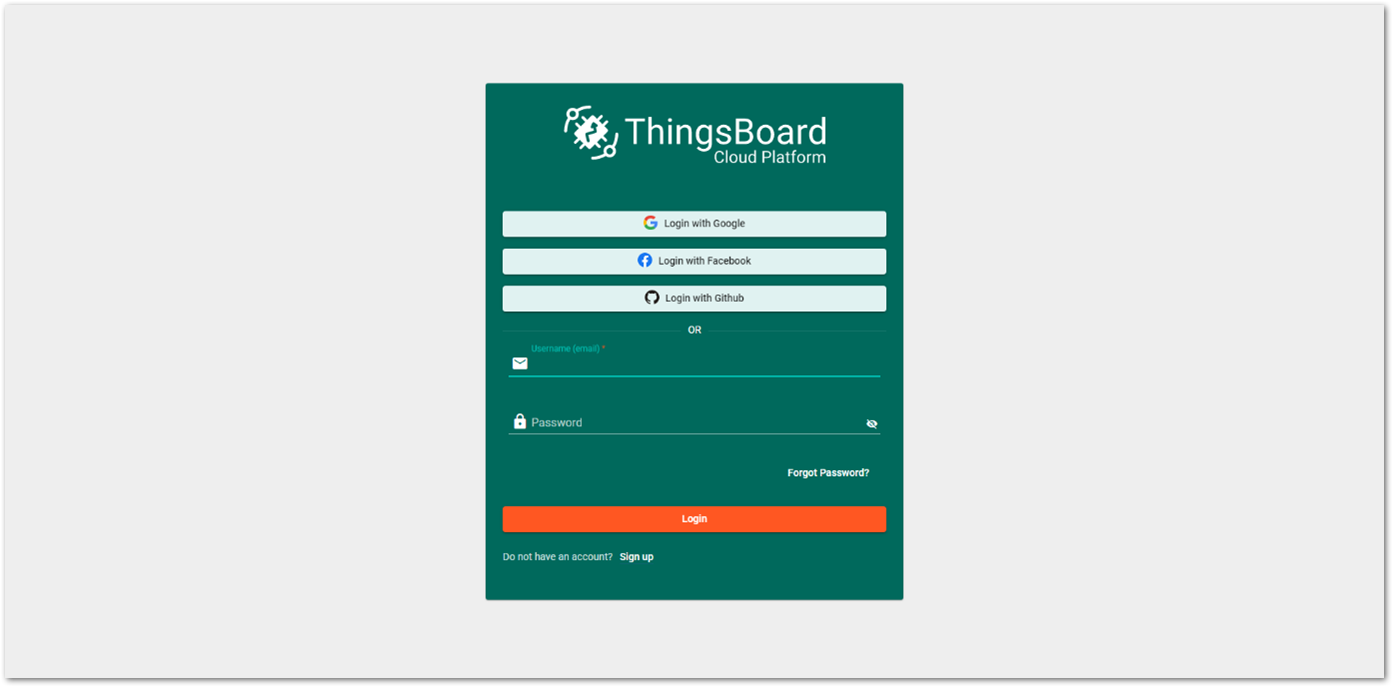 ThingsBoard
Cloud Platform
Login with Google
Login with Facebook
Login with Github
OR
Username (email) *
Password
Forgot Password?
Login
Do not have an account? Sign up